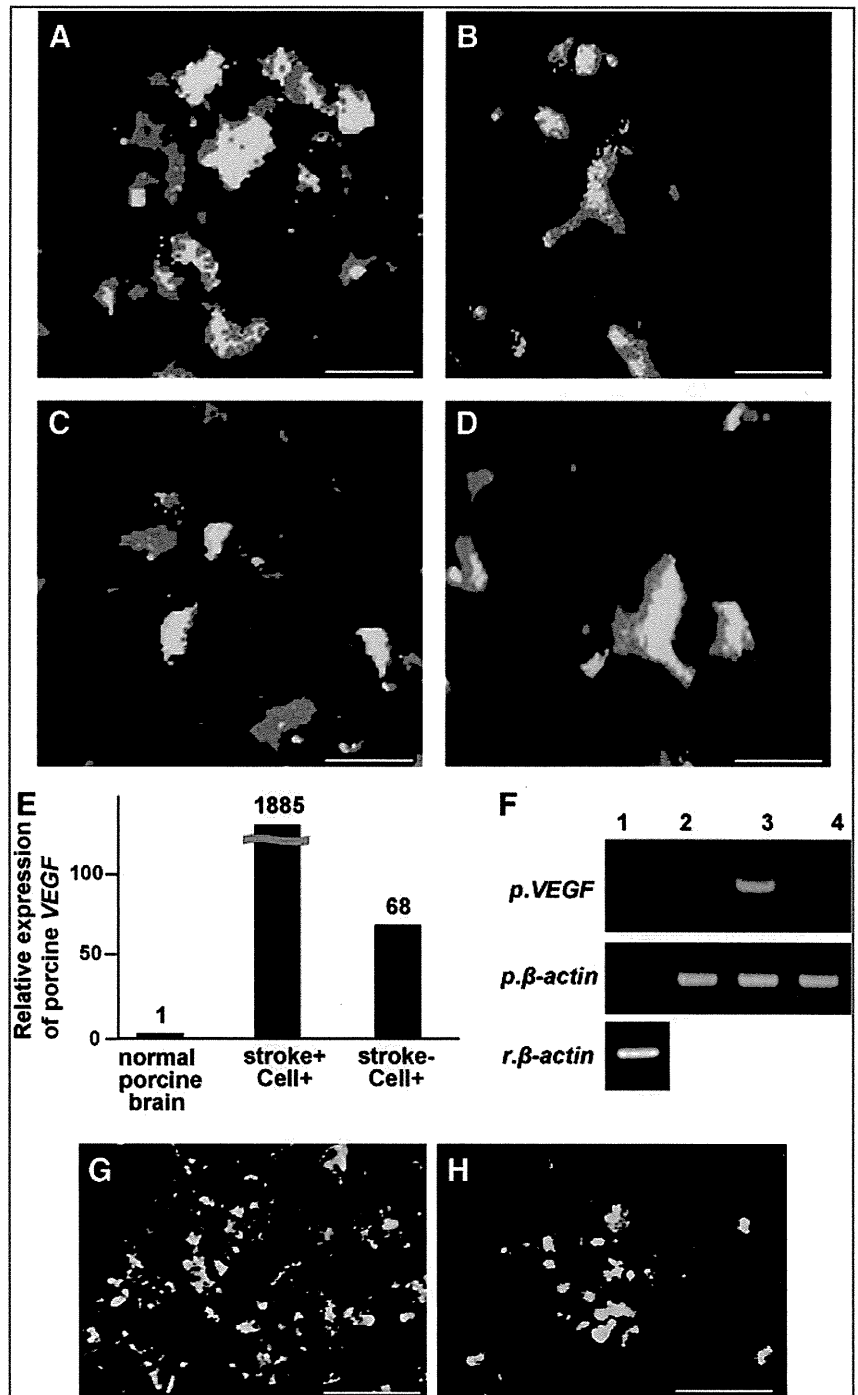 A
B
C
D
E
Relative expression
of porcine VEGF
100
50
0
1
1885
68
normal
porcine
brain
stroke+
Cell+
stroke-
Cell+
F
1 2 3 4
p.VEGF
p.β-actin
r.β-actin
G
H